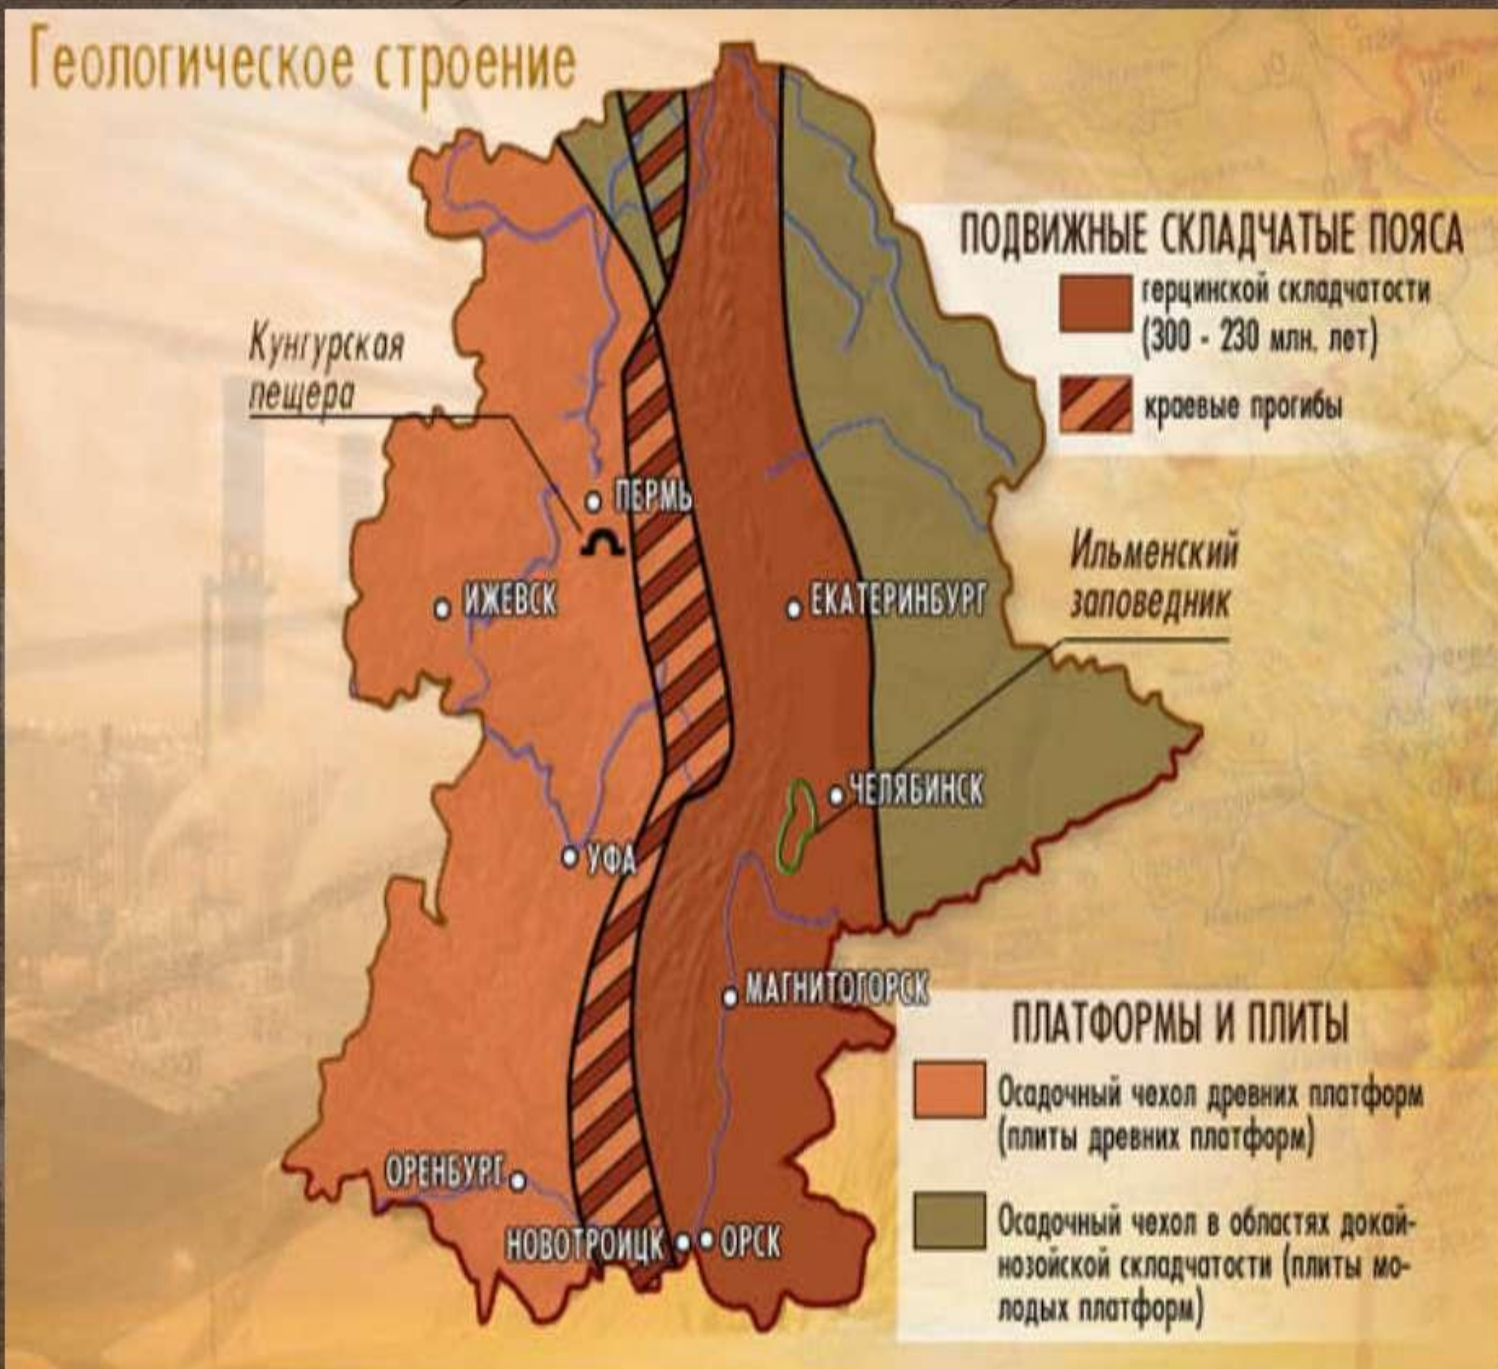 Геологическое строение
ПОДВИЖНЫЕ СКЛАДЧАТЫЕ ПОЯСА
герцинской складчатости
(300 - 230 млн. лет)
краевые прогибы
Кунгурская
пещера
ПЕРМЬ
ИЖЕВСК
ЕКАТЕРИНБУРГ
Ильменский
заповедник
ЧЕЛЯБИНСК
УФА
МАГНИТОГОРСК
ОРЕНБУРГ
НОВОТРОИЦК
ОРСК
ПЛАТФОРМЫ И ПЛИТЫ
Осадочный чехол древних платформ
(плиты древних платформ)
Осадочный чехол в областях докай-
нозойской складчатости (плиты мо-
лодых платформ)